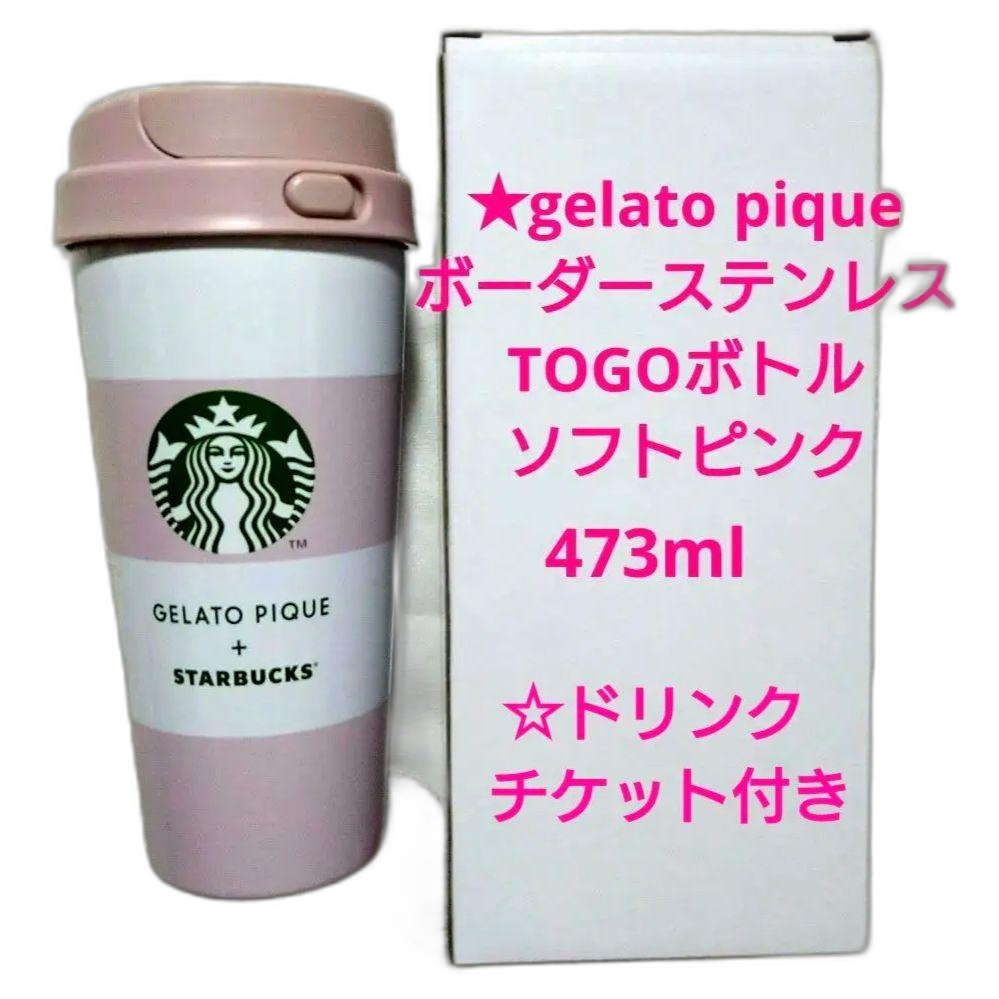 ★gelato pique
ボーダーステンレス
TOGOボトル
ソフトピンク
473ml
☆ドリンク
チケット付き
TM
GELATO PIQUE
+
STARBUCKS®